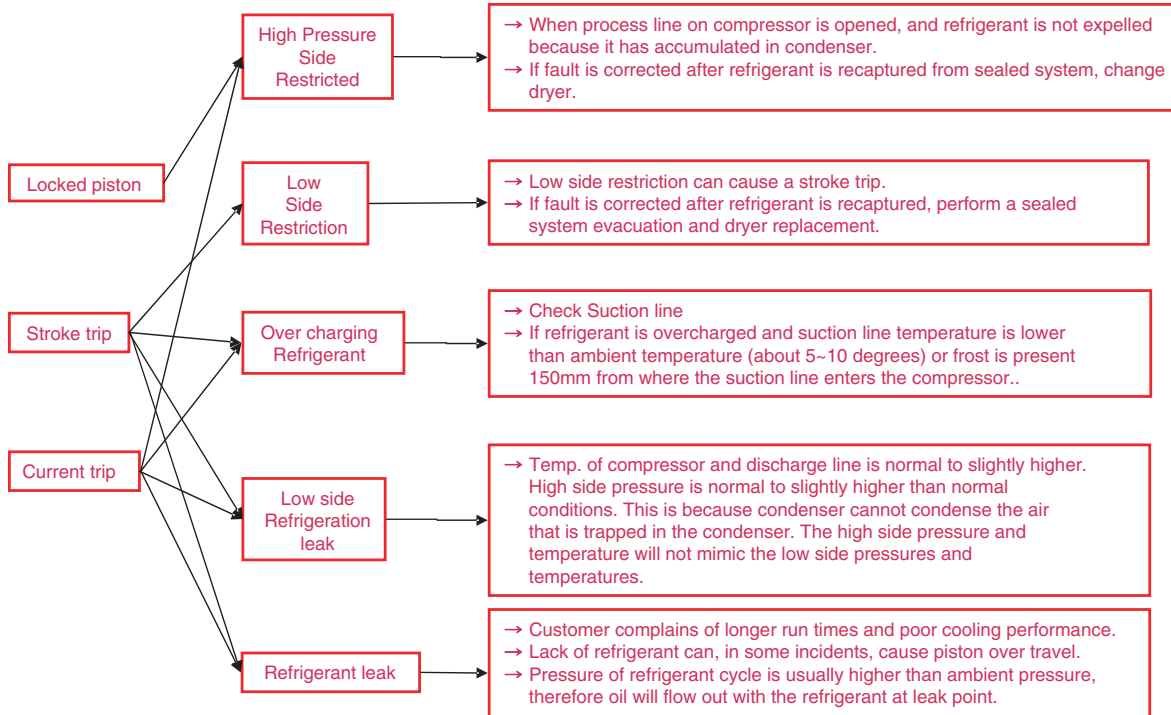 High Pressure
Side
Restricted
→ When process line on compressor is opened, and refrigerant is not expelled
because it has accumulated in condenser.
→ If fault is corrected after refrigerant is recaptured from sealed system, change
dryer.
Locked piston
Low
Side
Restriction
→ Low side restriction can cause a stroke trip.
→ If fault is corrected after refrigerant is recaptured, perform a sealed
system evacuation and dryer replacement.
Stroke trip
Over charging
Refrigerant
→ Check Suction line
→ If refrigerant is overcharged and suction line temperature is lower
than ambient temperature (about 5~10 degrees) or frost is present
150mm from where the suction line enters the compressor..
Current trip
Low side
Refrigeration
leak
→ Temp. of compressor and discharge line is normal to slightly higher.
High side pressure is normal to slightly higher than normal
conditions. This is because condenser cannot condense the air
that is trapped in the condenser. The high side pressure and
temperature will not mimic the low side pressures and
temperatures.
Refrigerant leak
→ Customer complains of longer run times and poor cooling performance.
→ Lack of refrigerant can, in some incidents, cause piston over travel.
→ Pressure of refrigerant cycle is usually higher than ambient pressure,
therefore oil will flow out with the refrigerant at leak point.